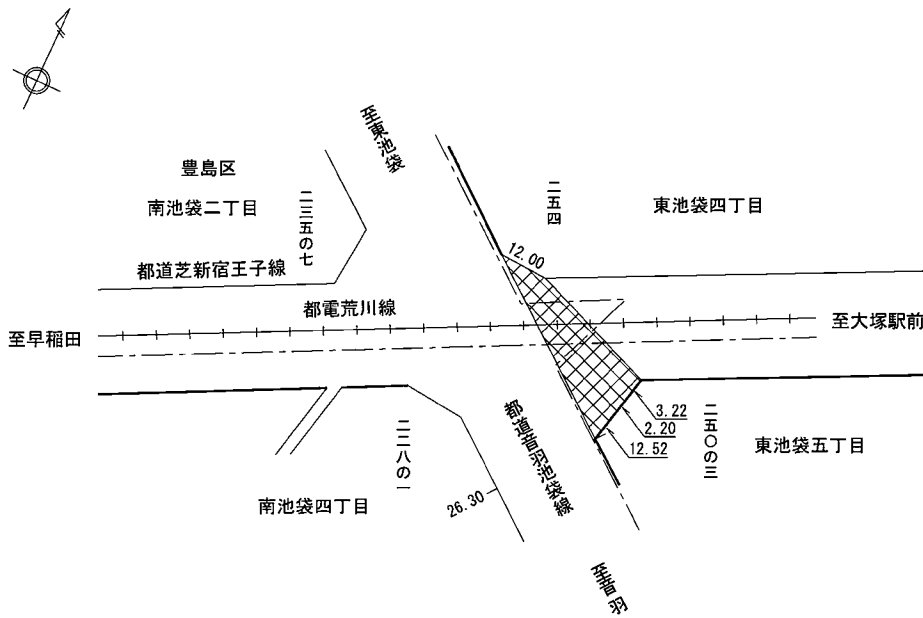 至東池袋
豊島区
南池袋二丁目
二三五の七
二五四
東池袋四丁目
12.00
都道芝新宿王子線
都電荒川線
至早稲田
至大塚駅前
3.22
2.20
12.52
二五〇の三
東池袋五丁目
都道音羽池袋線
二二八の一
南池袋四丁目
26.30
至音羽